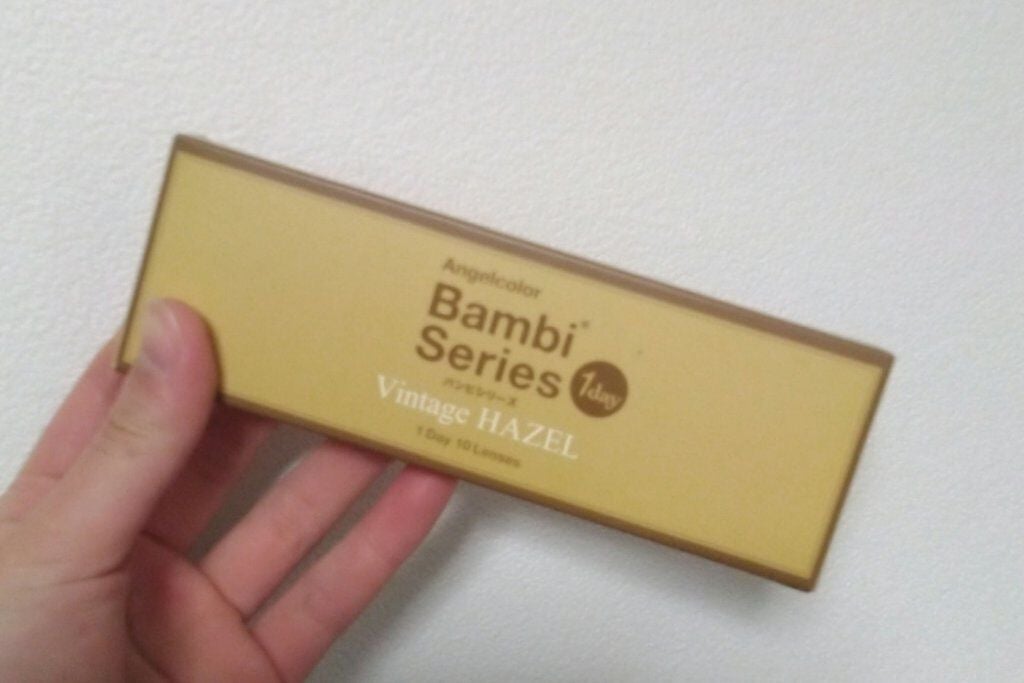 Angelcolor
Bambi®
Series 1day
バンビシリーズ
Vintage HAZEL
1 Day 10 Lenses